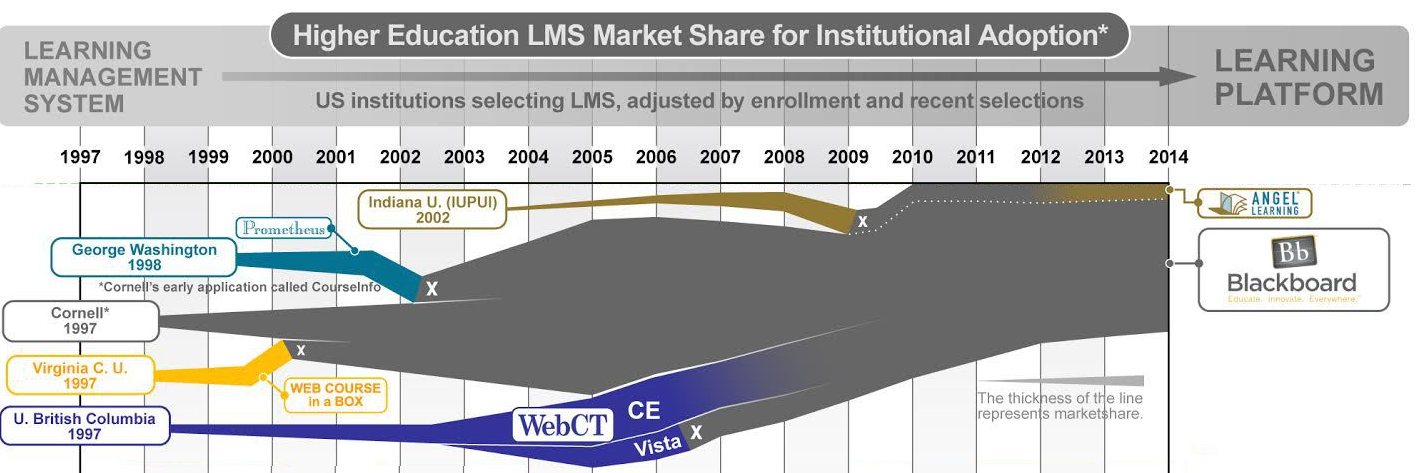 Higher Education LMS Market Share for Institutional Adoption*
LEARNING
MANAGEMENT
SYSTEM
LEARNING
PLATFORM
US institutions selecting LMS, adjusted by enrollment and recent selections
1997 1998 1999 2000 2001 2002 2003 2004 2005 2006 2007 2008 2009 2010 2011 2012 2013 2014
Indiana U. (IUPUI)
2002
X
ANGEL
LEARNING
Prometheus
George Washington
1998
*Cornell's early application called CourseInfo
X
Bb
Blackboard
Educate. Innovate. Everywhere.™
Cornell*
1997
X
Virginia C. U.
1997
WEB COURSE
in a BOX
The thickness of the line
represents marketshare.
U. British Columbia
1997
WebCT
CE
Vista
X